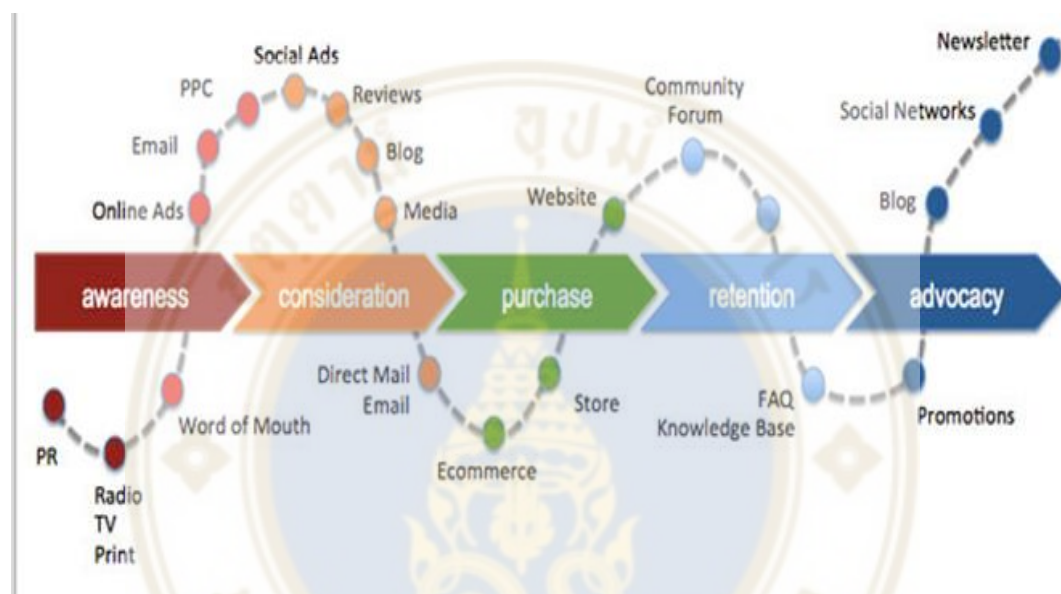 Newsletter
Social Ads
PPC
Reviews
Community
Forum
Social Networks
Email
Blog
Online Ads
Media
Website
Blog
awareness
consideration
purchase
retention
advocacy
Direct Mail
Email
Store
FAQ
Knowledge Base
Promotions
Word of Mouth
PR
Ecommerce
Radio
TV
Print